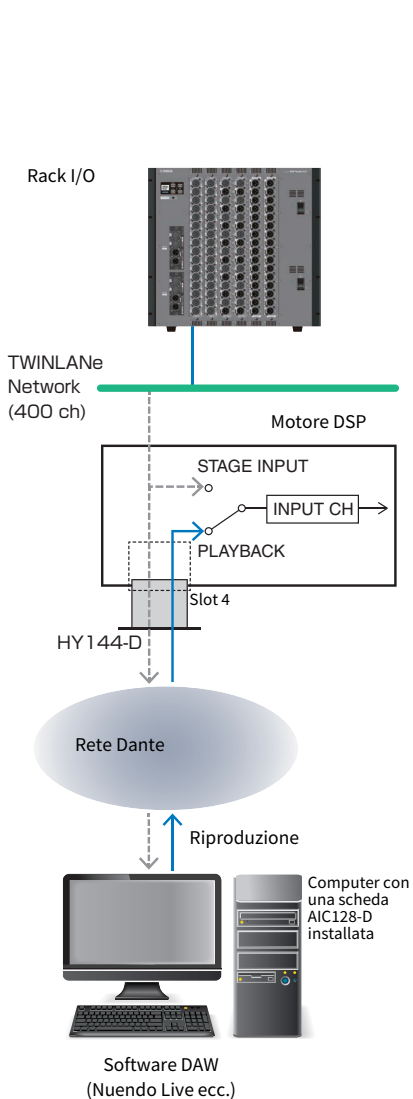 Rack I/O
TWINLANe
Network
(400 ch)
Motore DSP
STAGE INPUT
INPUT CH
PLAYBACK
Slot 4
HY144-D
Rete Dante
Riproduzione
Computer con
una scheda
AIC128-D
installata
Software DAW
(Nuendo Live ecc.)